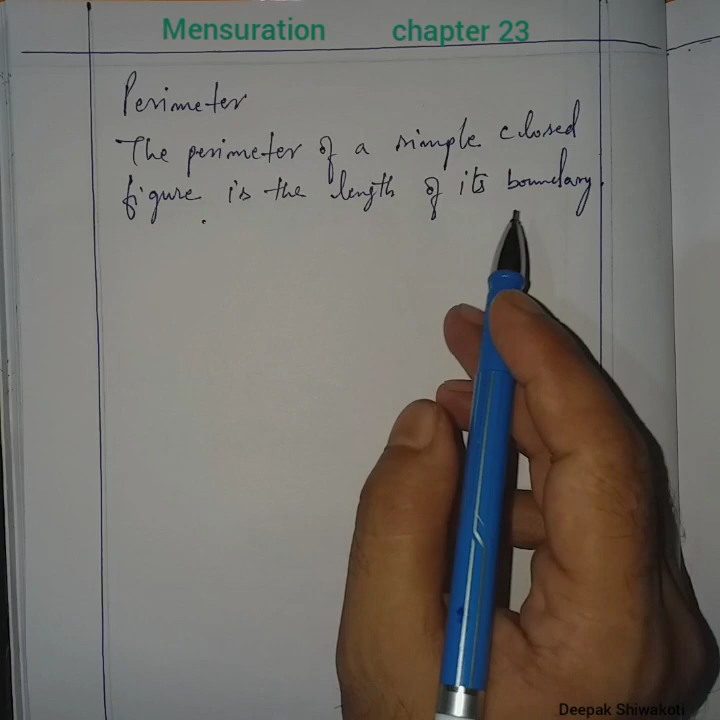 Mensuration chapter 23
Perimeter
The perimeter of a simple closed
figure is the length of its boundary.
Deepak Shiwakoti